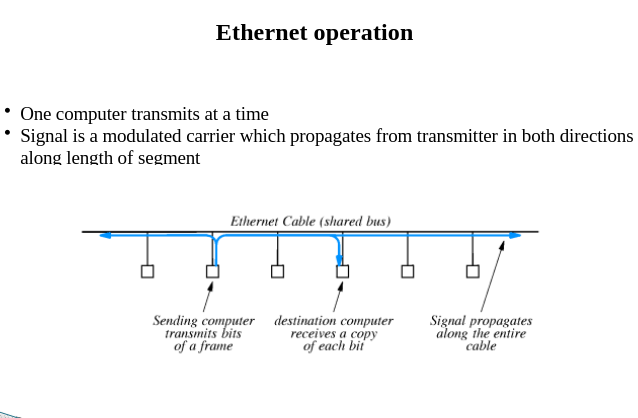 Ethernet operation
• One computer transmits at a time
• Signal is a modulated carrier which propagates from transmitter in both directions
along length of segment
Ethernet Cable (shared bus)
Sending computer
transmits bits
of a frame
destination computer
receives a copy
of each bit
Signal propagates
along the entire
cable